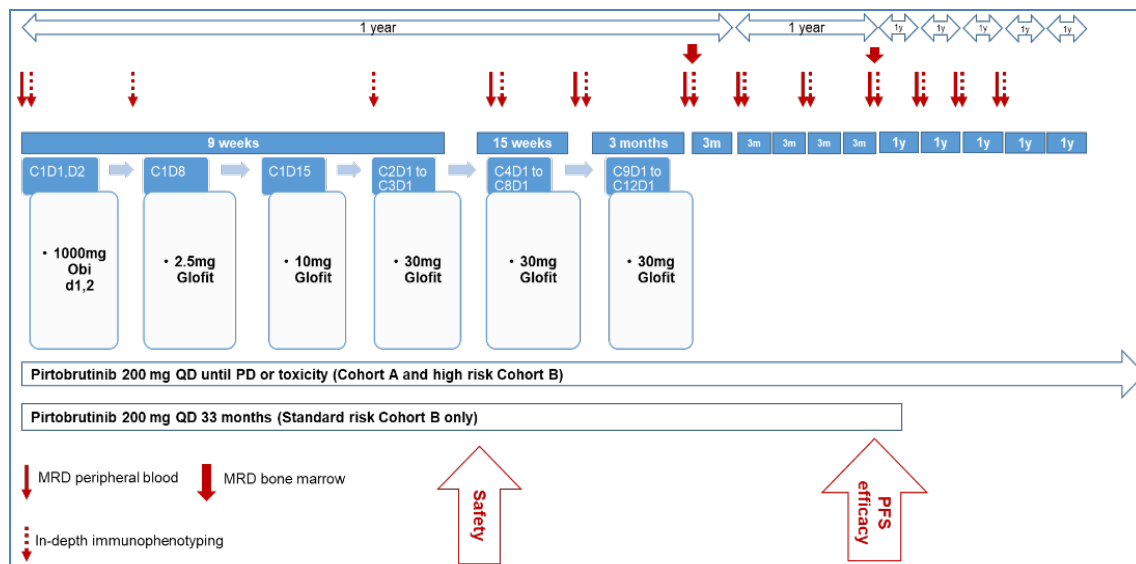 1 year
1 year
1y
1y
1y
1y
1y
9 weeks
15 weeks
3 months
3m
3m
3m
3m
3m
1y
1y
1y
1y
1y
C1D1,D2
C1D8
C1D15
C2D1 to
C3D1
C4D1 to
C8D1
C9D1 to
C12D1
• 1000mg
Obi
d1,2
• 2.5mg
Glofit
• 10mg
Glofit
• 30mg
Glofit
• 30mg
Glofit
• 30mg
Glofit
Pirtobrutinib 200 mg QD until PD or toxicity (Cohort A and high risk Cohort B)
Pirtobrutinib 200 mg QD 33 months (Standard risk Cohort B only)
MRD peripheral blood
MRD bone marrow
In-depth immunophenotyping
Safety
PFS
efficacy